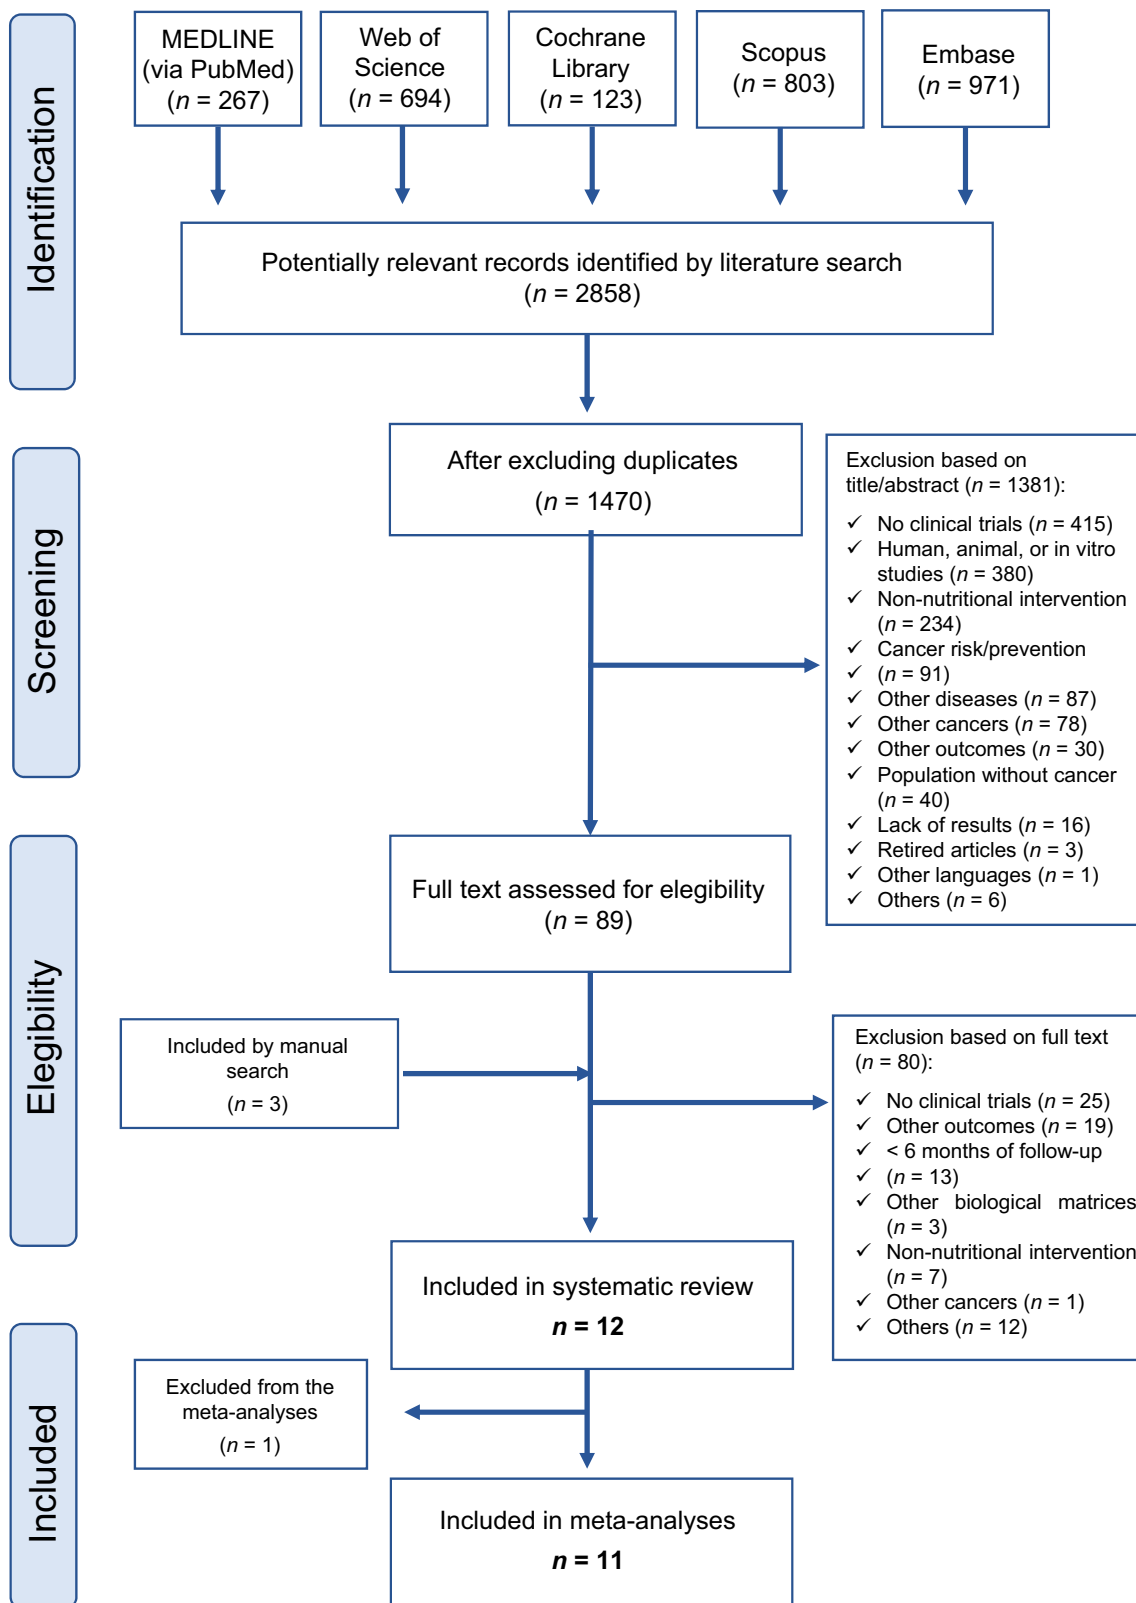 Identification
MEDLINE
(via PubMed)
(n = 267)
Web of
Science
(n = 694)
Cochrane
Library
(n = 123)
Scopus
(n = 803)
Embase
(n = 971)
Potentially relevant records identified by literature search
(n = 2858)
Screening
After excluding duplicates
(n = 1470)
Exclusion based on
title/abstract (n = 1381):
✓ No clinical trials (n = 415)
✓ Human, animal, or in vitro
studies (n = 380)
✓ Non-nutritional intervention
(n = 234)
✓ Cancer risk/prevention
✓ (n = 91)
✓ Other diseases (n = 87)
✓ Other cancers (n = 78)
✓ Other outcomes (n = 30)
✓ Population without cancer
(n = 40)
✓ Lack of results (n = 16)
✓ Retired articles (n = 3)
✓ Other languages (n = 1)
✓ Others (n = 6)
Elegibility
Full text assessed for elegibility
(n = 89)
Included by manual
search
(n = 3)
Exclusion based on full text
(n = 80):
✓ No clinical trials (n = 25)
✓ Other outcomes (n = 19)
✓ < 6 months of follow-up
✓ (n = 13)
✓ Other biological matrices
(n = 3)
✓ Non-nutritional intervention
(n = 7)
✓ Other cancers (n = 1)
✓ Others (n = 12)
Included in systematic review
n = 12
Included
Excluded from the
meta-analyses
(n = 1)
Included in meta-analyses
n = 11